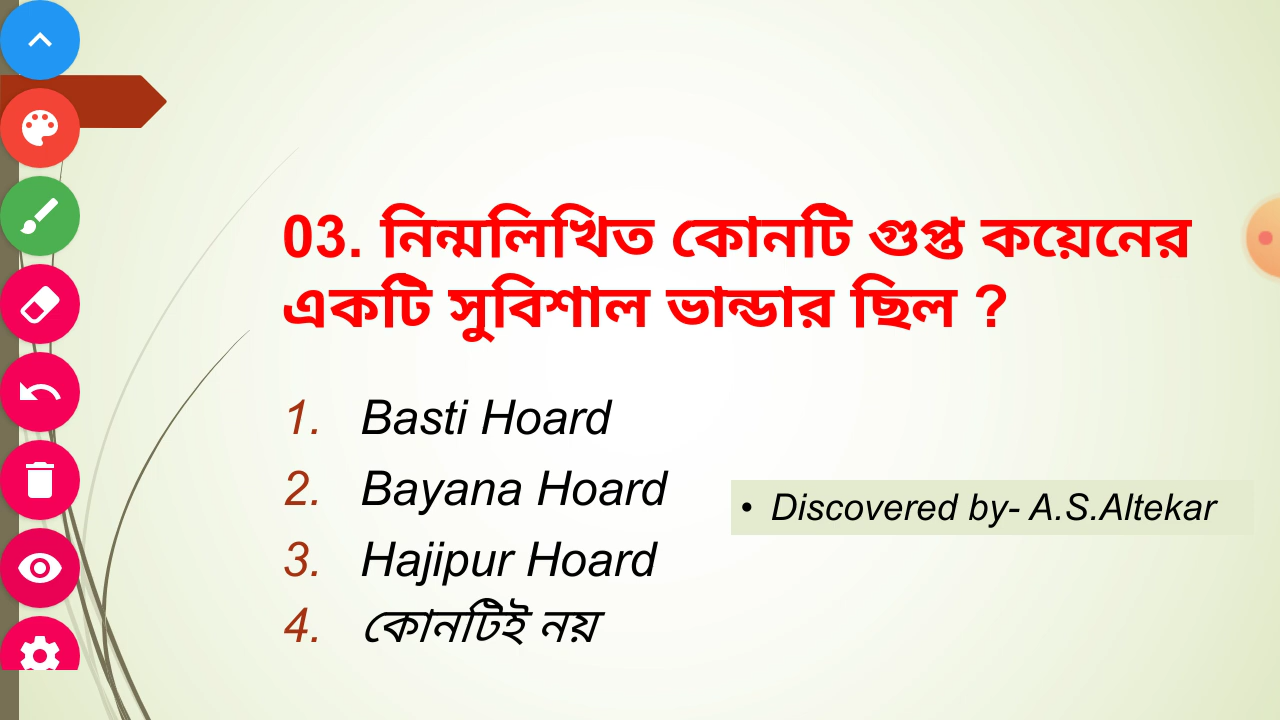 03. নিন্মলিখিত কোনটি গুপ্ত কয়েনের
একটি সুবিশাল ভান্ডার ছিল ?
1. Basti Hoard
2. Bayana Hoard
• Discovered by- A.S.Altekar
3. Hajipur Hoard
4. কোনটিই নয়